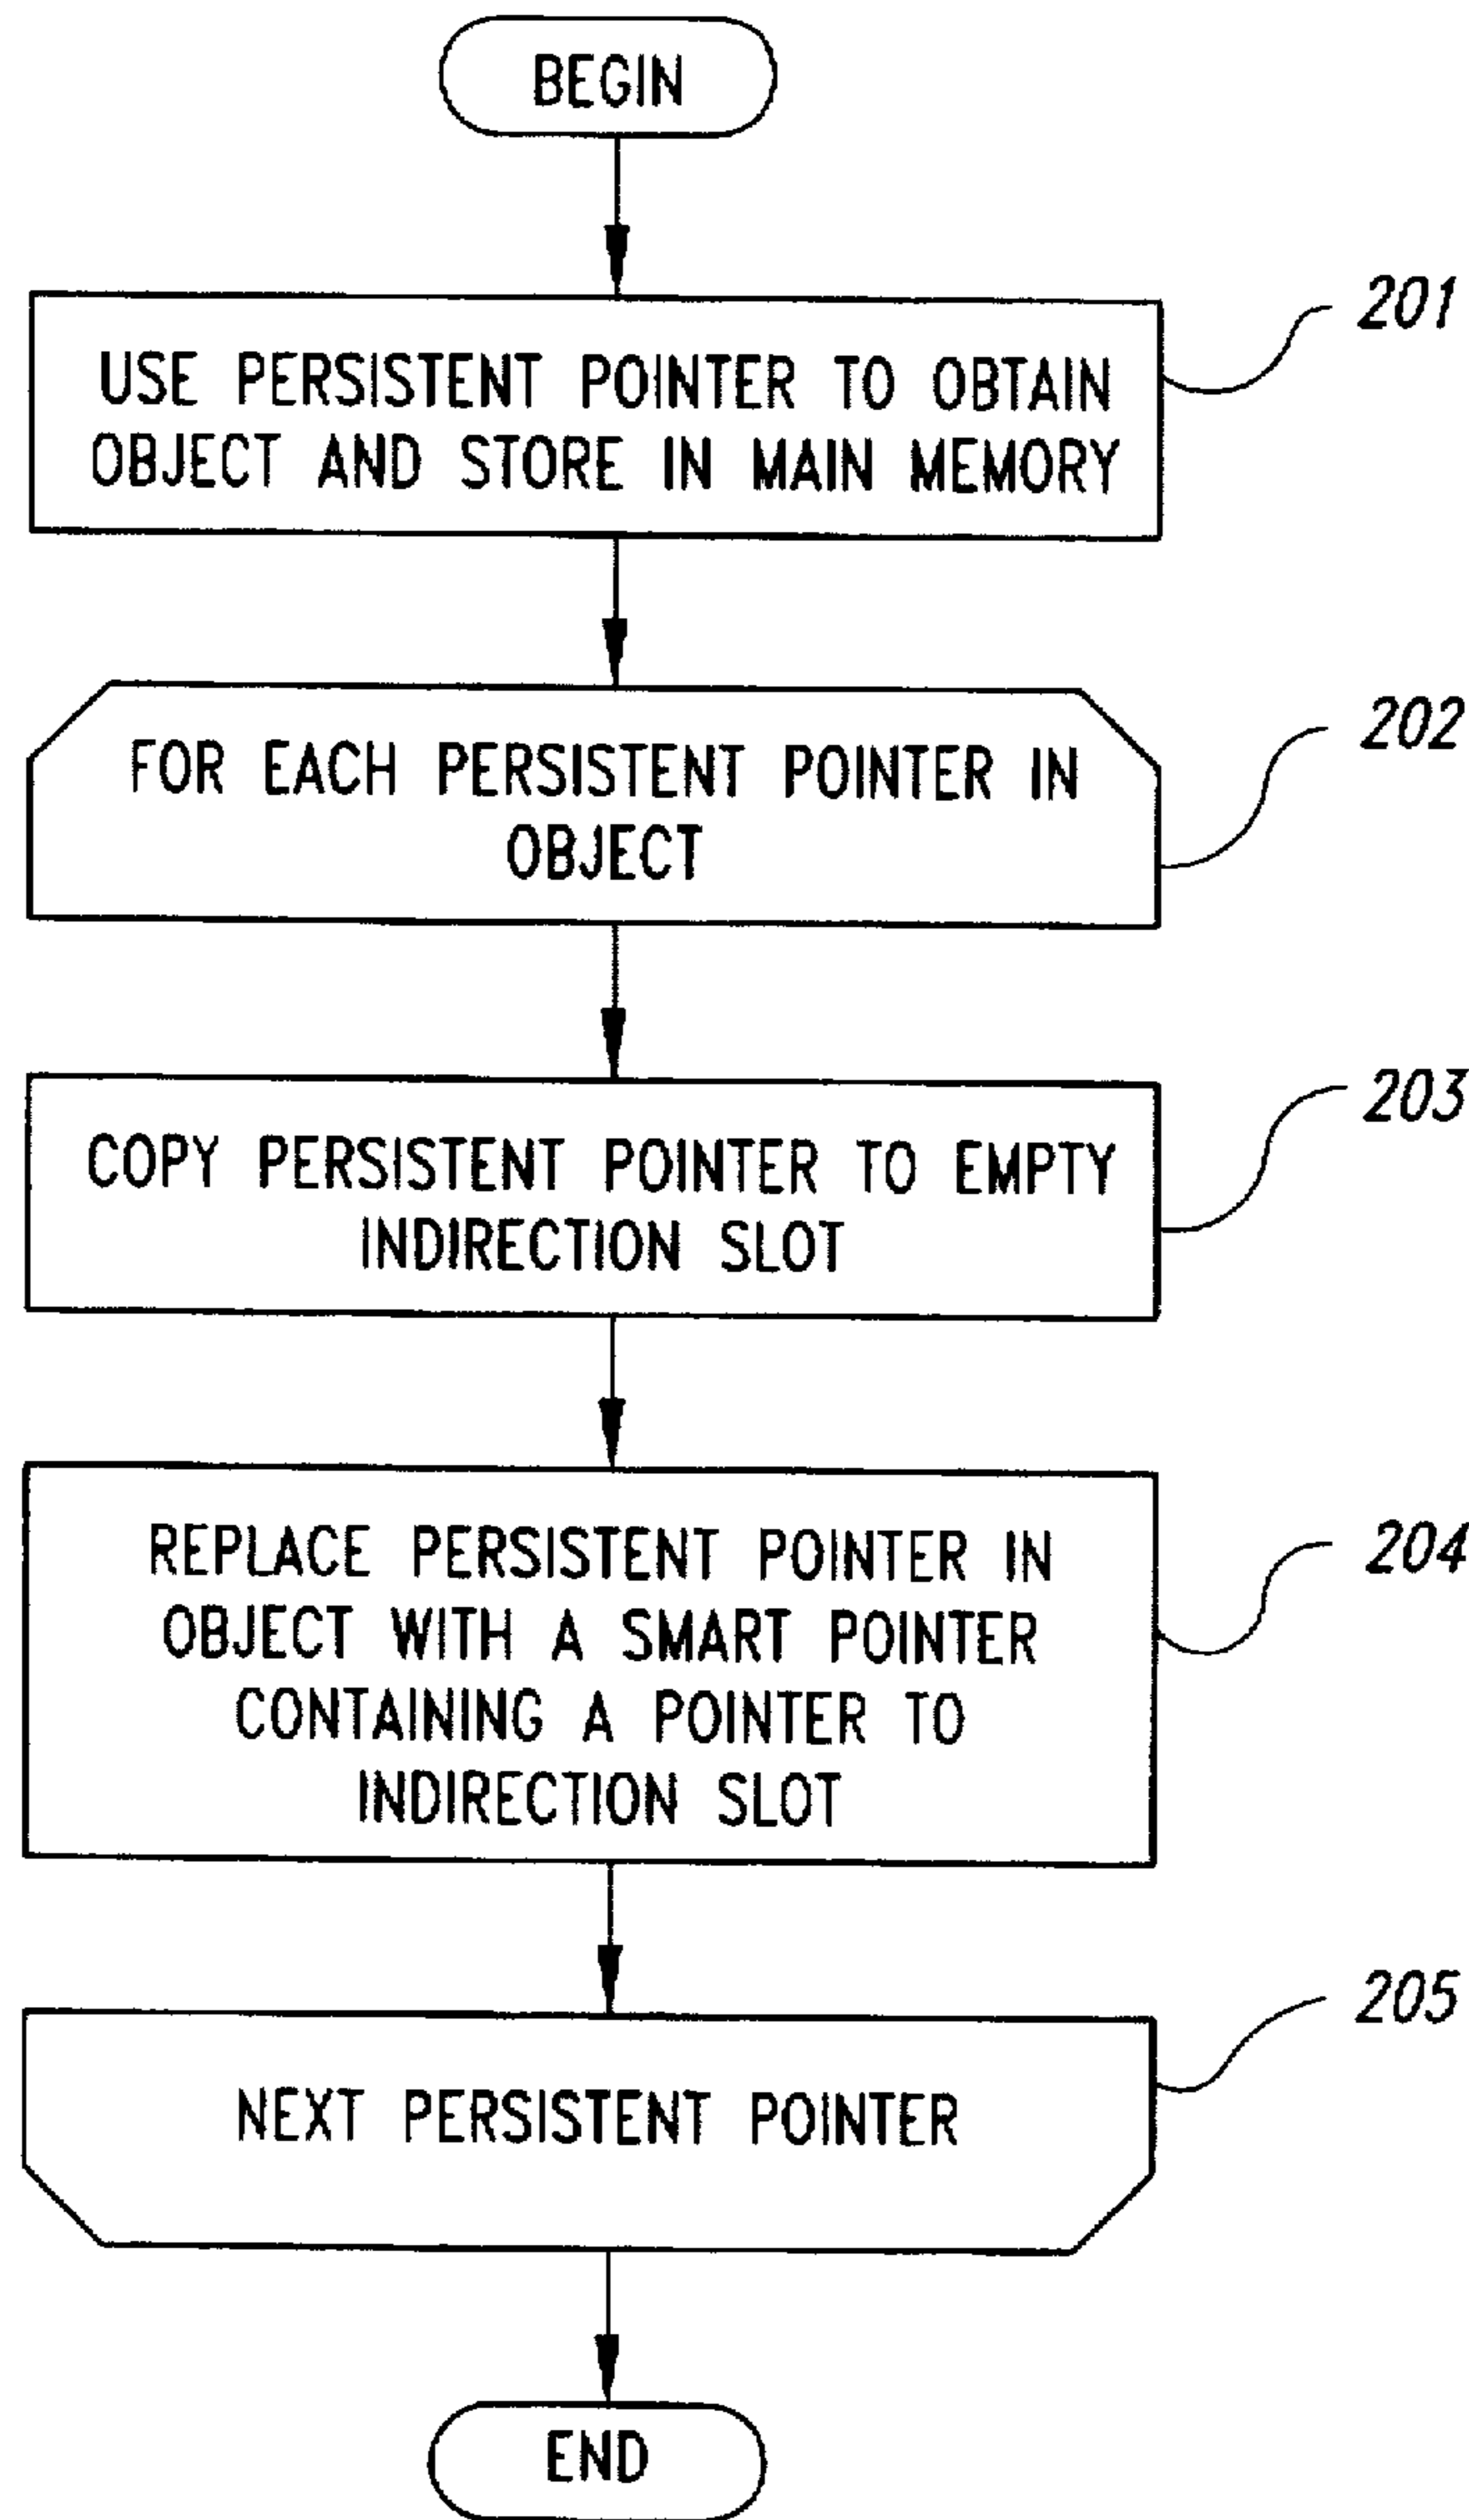 BEGIN
201
USE PERSISTENT POINTER TO OBTAIN
OBJECT AND STORE IN MAIN MEMORY
202
FOR EACH PERSISTENT POINTER IN
OBJECT
203
COPY PERSISTENT POINTER TO EMPTY
INDIRECTION SLOT
204
REPLACE PERSISTENT POINTER IN
OBJECT WITH A SMART POINTER
CONTAINING A POINTER TO
INDIRECTION SLOT
205
NEXT PERSISTENT POINTER
END